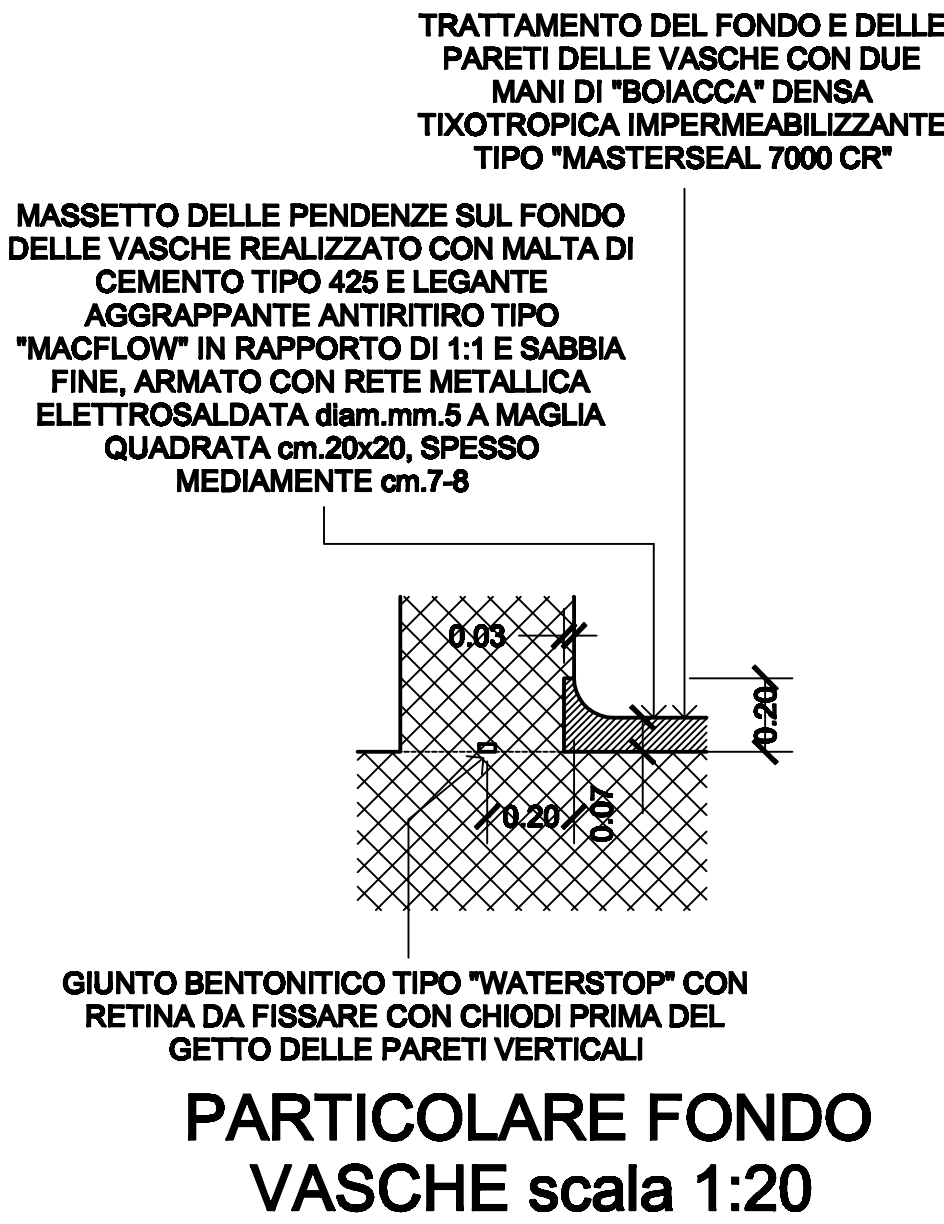 TRATTAMENTO DEL FONDO E DELLE
PARETI DELLE VASCHE CON DUE
MANI DI "BOIACCA" DENSA
TIXOTROPICA IMPERMEABILIZZANTE
TIPO "MASTERSEAL 7000 CR"
MASSETTO DELLE PENDENZE SUL FONDO
DELLE VASCHE REALIZZATO CON MALTA DI
CEMENTO TIPO 425 E LEGANTE
AGGRAPPANTE ANTIRITIRO TIPO
"MACFLOW" IN RAPPORTO DI 1:1 E SABBIA
FINE, ARMATO CON RETE METALLICA
ELETTROSALDATA diam.mm.5 A MAGLIA
QUADRATA cm.20x20, SPESSO
MEDIAMENTE cm.7-8
0.03
0.20
0.20
0.07
GIUNTO BENTONITICO TIPO "WATERSTOP" CON
RETINA DA FISSARE CON CHIODI PRIMA DEL
GETTO DELLE PARETI VERTICALI
PARTICOLARE FONDO
VASCHE scala 1:20